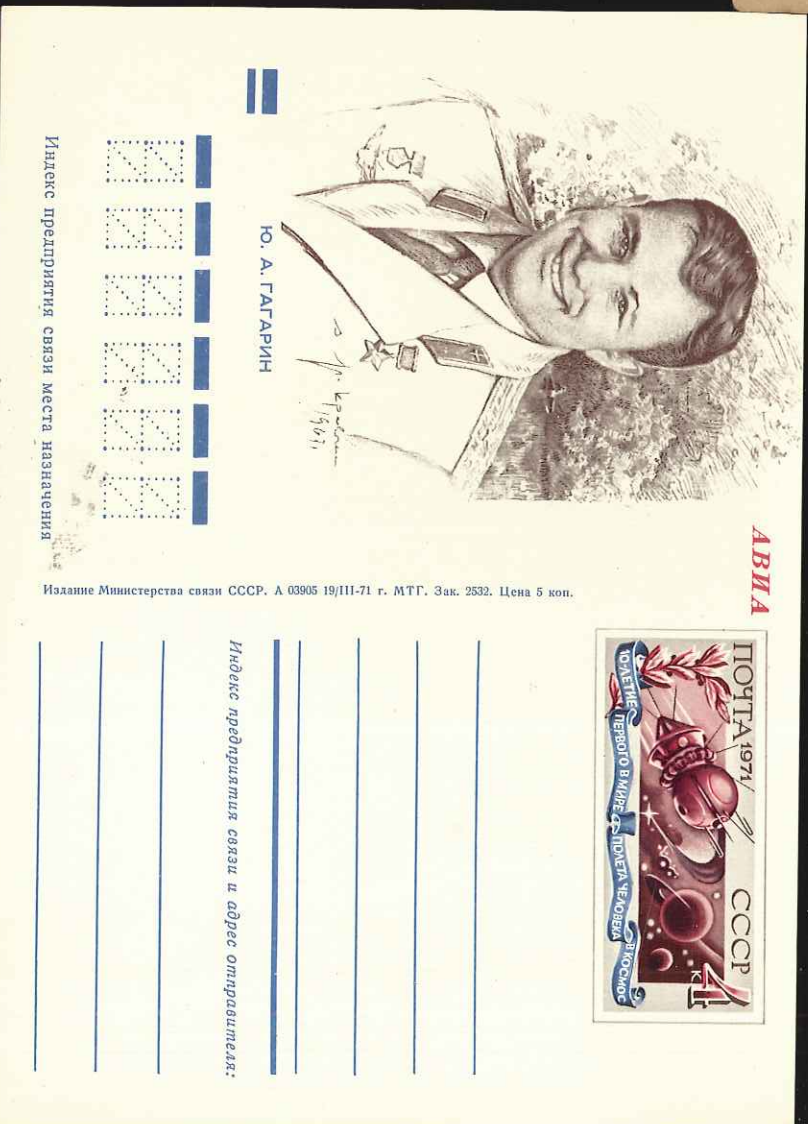 АВИА
ПОЧТА 1971
СССР
4
к
10-ЛЕТИЕ ПЕРВОГО В МИРЕ ПОЛЕТА ЧЕЛОВЕКА В КОСМОС
1961 г.
Ю. А. ГАГАРИН
Индекс предприятия связи места назначения
Издание Министерства связи СССР. А 03905 19/III-71 г. МТГ. Зак. 2532. Цена 5 коп.
Индекс предприятия связи и адрес отправителя: